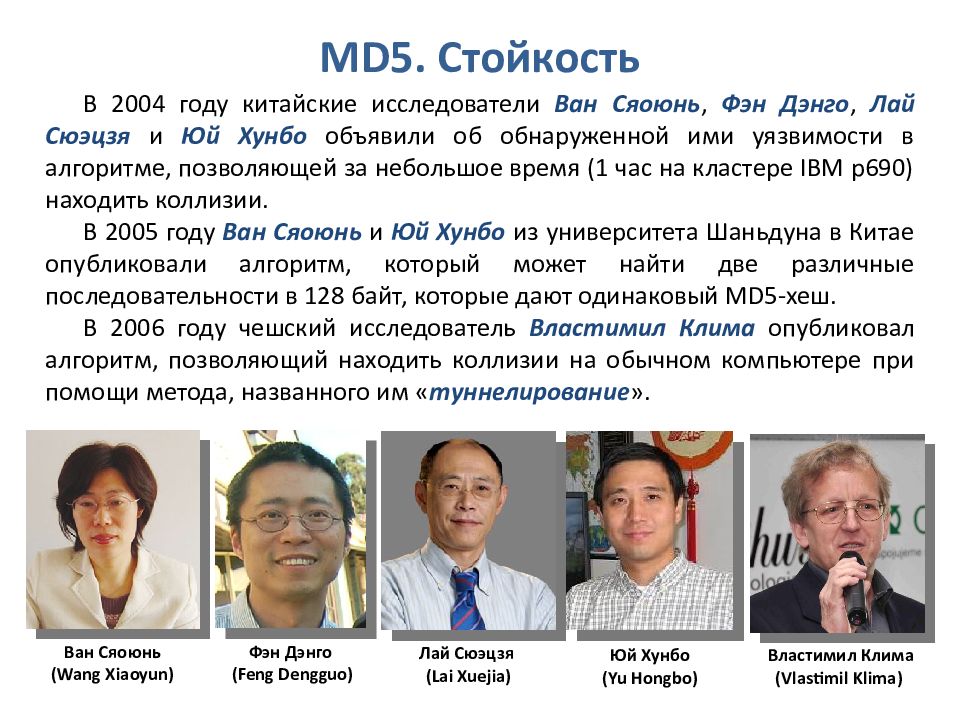 MD5. Стойкость
В 2004 году китайские исследователи Ван Сяоюнь, Фэн Дэнго, Лай
Сюэцзя и Юй Хунбо объявили об обнаруженной ими уязвимости в
алгоритме, позволяющей за небольшое время (1 час на кластере IBM p690)
находить коллизии.
В 2005 году Ван Сяоюнь и Юй Хунбо из университета Шаньдуна в Китае
опубликовали алгоритм, который может найти две различные
последовательности в 128 байт, которые дают одинаковый MD5-хеш.
В 2006 году чешский исследователь Властимил Клима опубликовал
алгоритм, позволяющий находить коллизии на обычном компьютере при
помощи метода, названного им «туннелирование».
Ван Сяоюнь
(Wang Xiaoyun)
Фэн Дэнго
(Feng Dengguo)
Лай Сюэцзя
(Lai Xuejia)
Юй Хунбо
(Yu Hongbo)
Властимил Клима
(Vlastimil Klima)